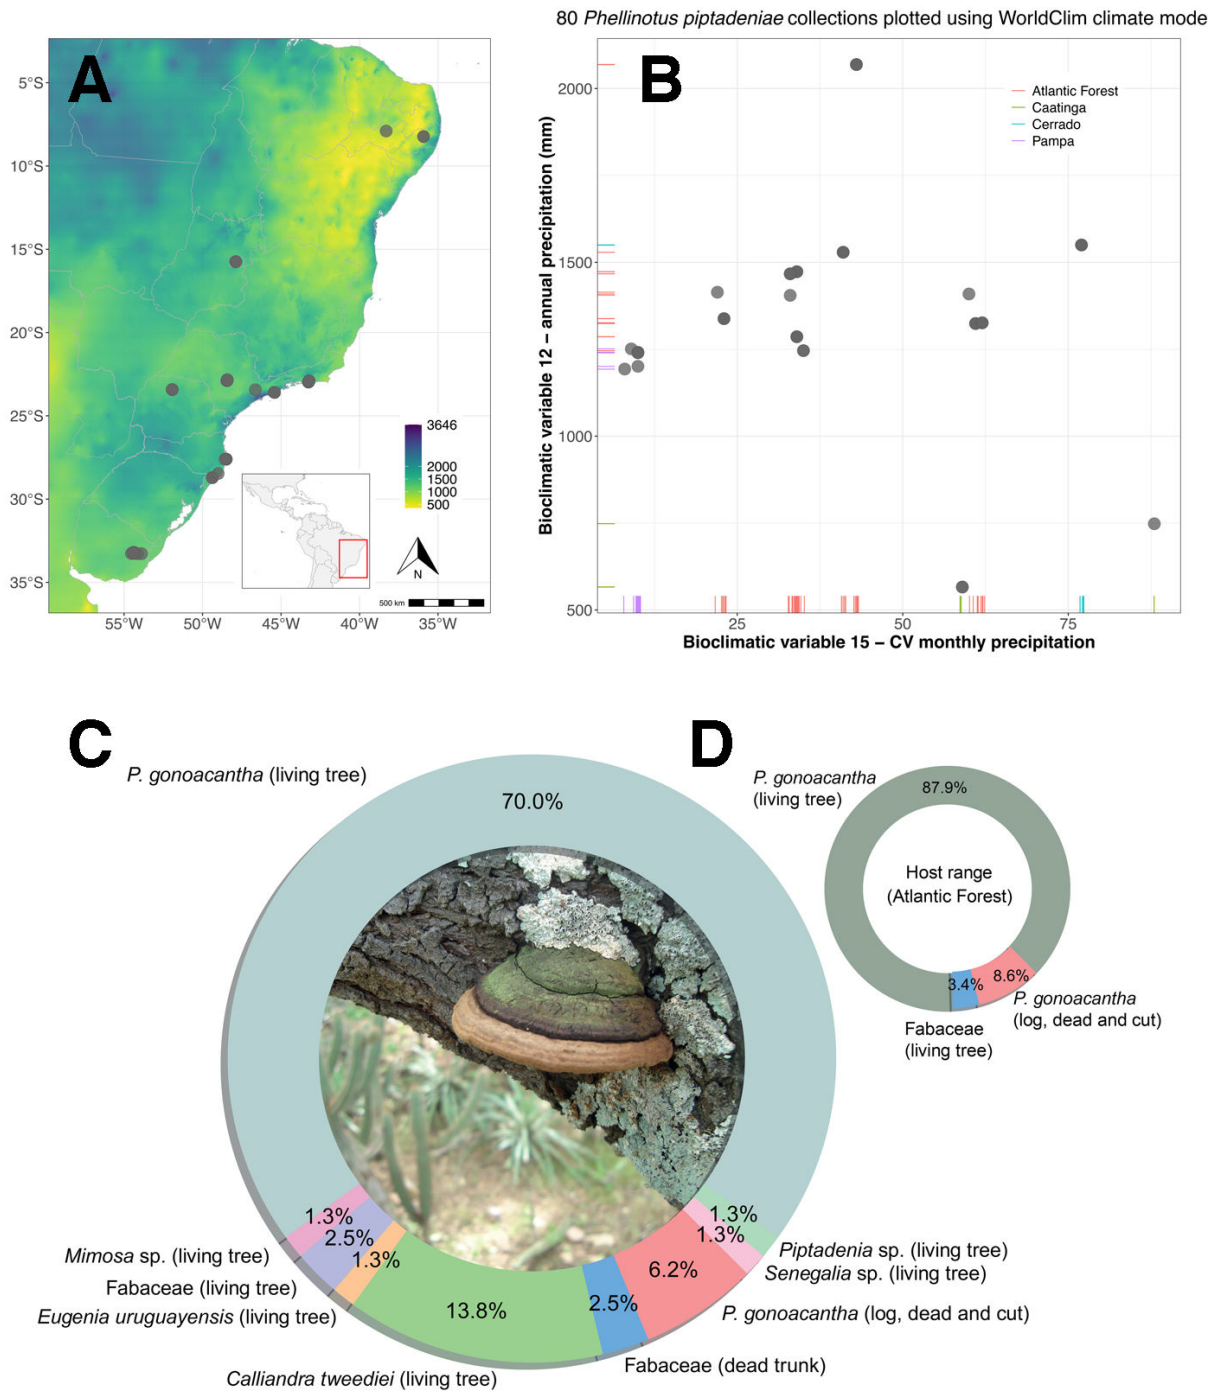 80 Phellinotus piptadeniae collections plotted using WorldClim climate mode
A
5°S
10°S
15°S
20°S
25°S
30°S
35°S
55°W
50°W
45°W
40°W
35°W
3646
2000
1500
1000
500
N
500 km
B
Bioclimatic variable 12 – annual precipitation (mm)
2000
1500
1000
500
Atlantic Forest
Caatinga
Cerrado
Pampa
25
50
75
Bioclimatic variable 15 – CV monthly precipitation
C
P. gonoacantha (living tree)
70.0%
1.3%
2.5%
1.3%
13.8%
2.5%
6.2%
1.3%
1.3%
Mimosa sp. (living tree)
Fabaceae (living tree)
Eugenia uruguayensis (living tree)
Calliandra tweediei (living tree)
Fabaceae (dead trunk)
P. gonoacantha (log, dead and cut)
Senegalia sp. (living tree)
Piptadenia sp. (living tree)
D
P. gonoacantha
(living tree)
87.9%
Host range
(Atlantic Forest)
3.4%
8.6%
P. gonoacantha
(log, dead and cut)
Fabaceae
(living tree)